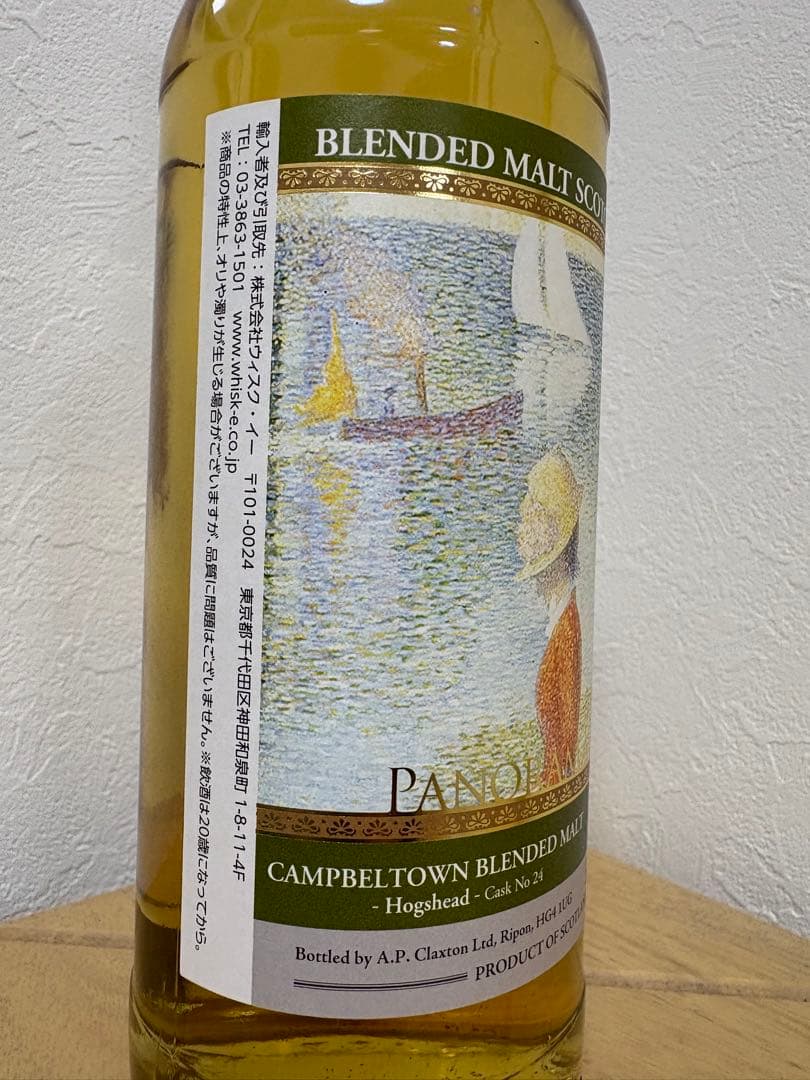 BLENDED MALT
PANO
CAMPBELTOWN BLENDED MALT
- Hogshead - Cask No 24
Bottled by A.P. Claxton Ltd, Ripon, HG4 1UG
PRODUCT OF
輸入者及び引取先：株式会社ウィスク・イー 〒101-0024 東京都千代田区神田和泉町 1-8-11-4F
TEL：03-3863-1501 www.whisk-e.co.jp
※商品の特性上、オリや濁りが生じる場合がございますが、品質に問題はございません。※飲酒は20歳になってから。